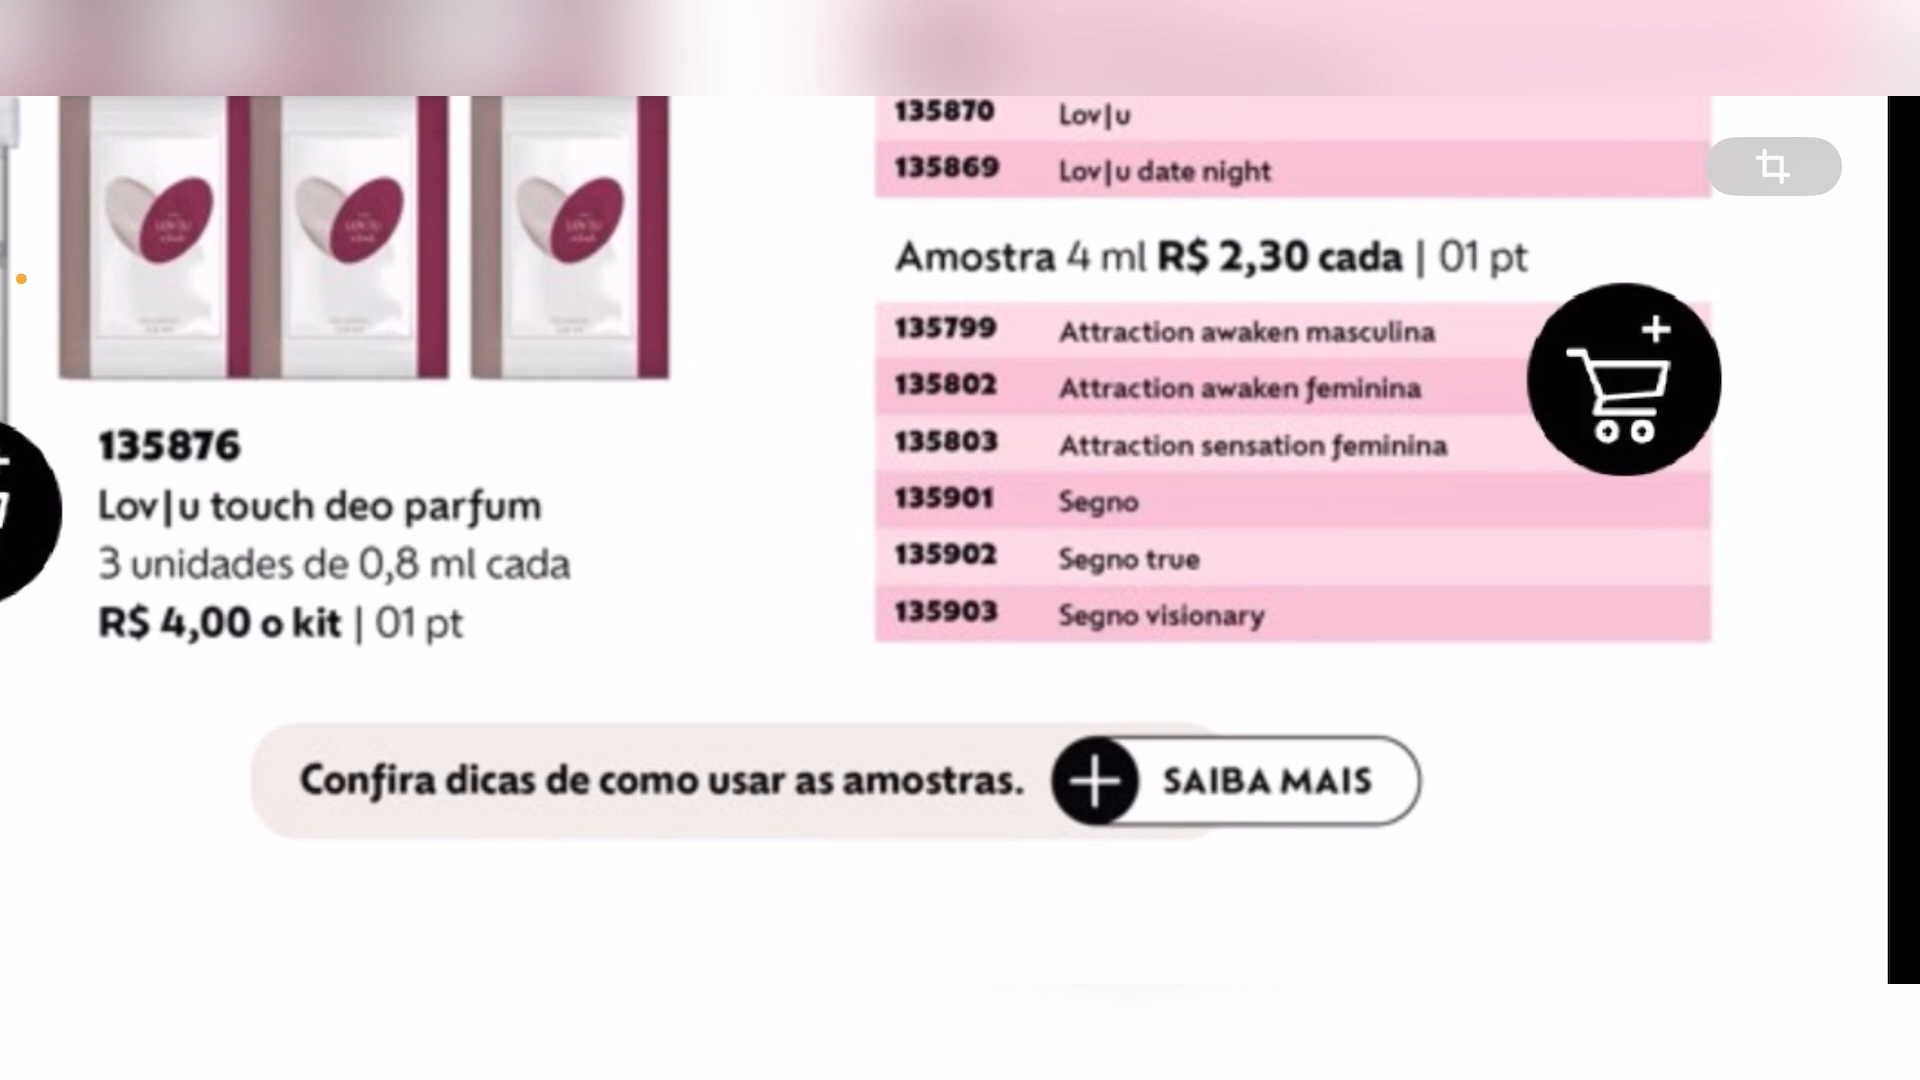 135876
Lov|u touch deo parfum
3 unidades de 0,8 ml cada
R$ 4,00 o kit | 01 pt
135870 Lov|u
135869 Lov|u date night
Amostra 4 ml R$ 2,30 cada | 01 pt
135799 Attraction awaken masculina
135802 Attraction awaken feminina
135803 Attraction sensation feminina
135901 Segno
135902 Segno true
135903 Segno visionary
Confira dicas de como usar as amostras.
SAIBA MAIS